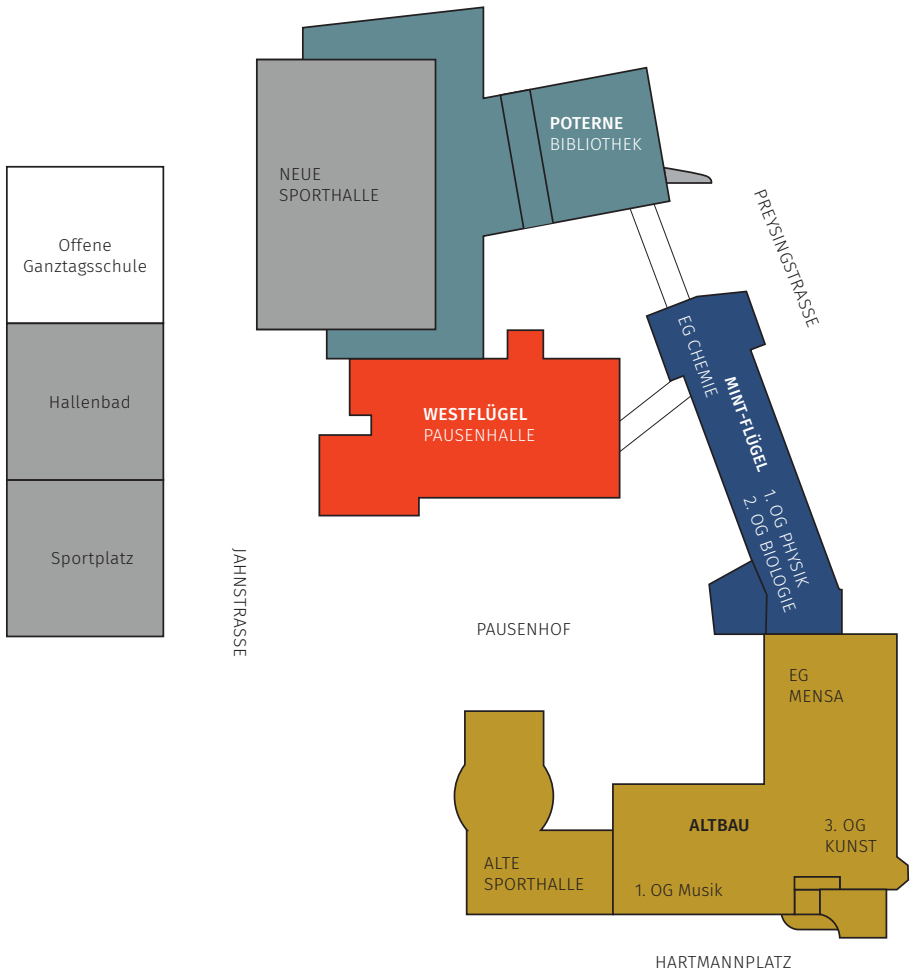 POTERNE
BIBLIOTHEK
NEUE
SPORTHALLE
PREYSINGSTRASSE
Offene
Ganztagsschule
EG CHEMIE
MINT-FLÜGEL
Hallenbad
WESTFLÜGEL
PAUSENHALLE
1. OG PHYSIK
2. OG BIOLOGIE
Sportplatz
JAHNSTRASSE
PAUSENHOF
EG
MENSA
ALTBAU
3. OG
KUNST
ALTE
SPORTHALLE
1. OG Musik
HARTMANNPLATZ